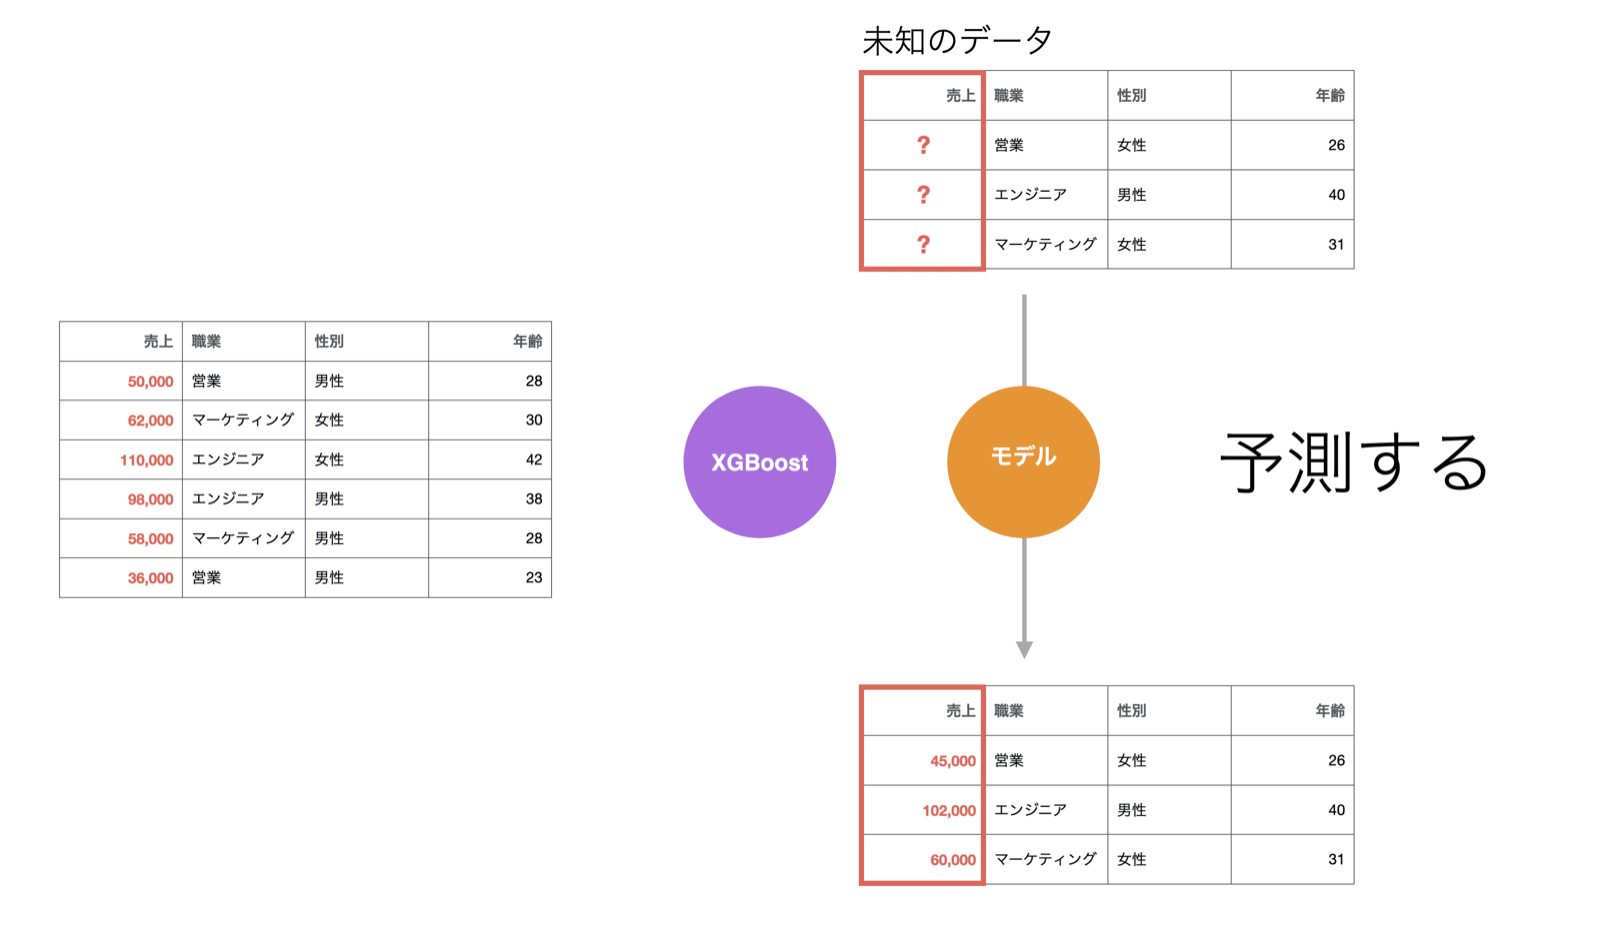 未知のデータ
売上 職業 性別 年齢
? 営業 女性 26
? エンジニア 男性 40
? マーケティング 女性 31
売上 職業 性別 年齢
50,000 営業 男性 28
62,000 マーケティング 女性 30
110,000 エンジニア 女性 42
98,000 エンジニア 男性 38
58,000 マーケティング 男性 28
36,000 営業 男性 23
XGBoost
モデル
予測する
売上 職業 性別 年齢
45,000 営業 女性 26
102,000 エンジニア 男性 40
60,000 マーケティング 女性 31